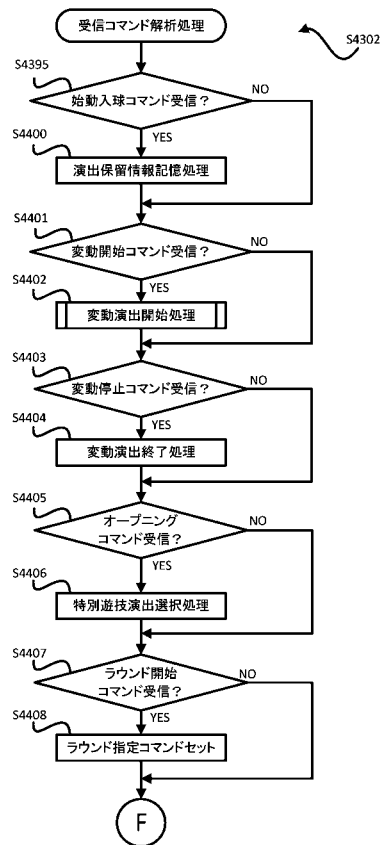 受信コマンド解析処理
S4302
S4395
始動入球コマンド受信？
NO
YES
S4400
演出保留情報記憶処理
S4401
変動開始コマンド受信？
NO
YES
S4402
変動演出開始処理
S4403
変動停止コマンド受信？
NO
YES
S4404
変動演出終了処理
S4405
オープニング
コマンド受信？
NO
YES
S4406
特別遊技演出選択処理
S4407
ラウンド開始
コマンド受信？
NO
YES
S4408
ラウンド指定コマンドセット
F